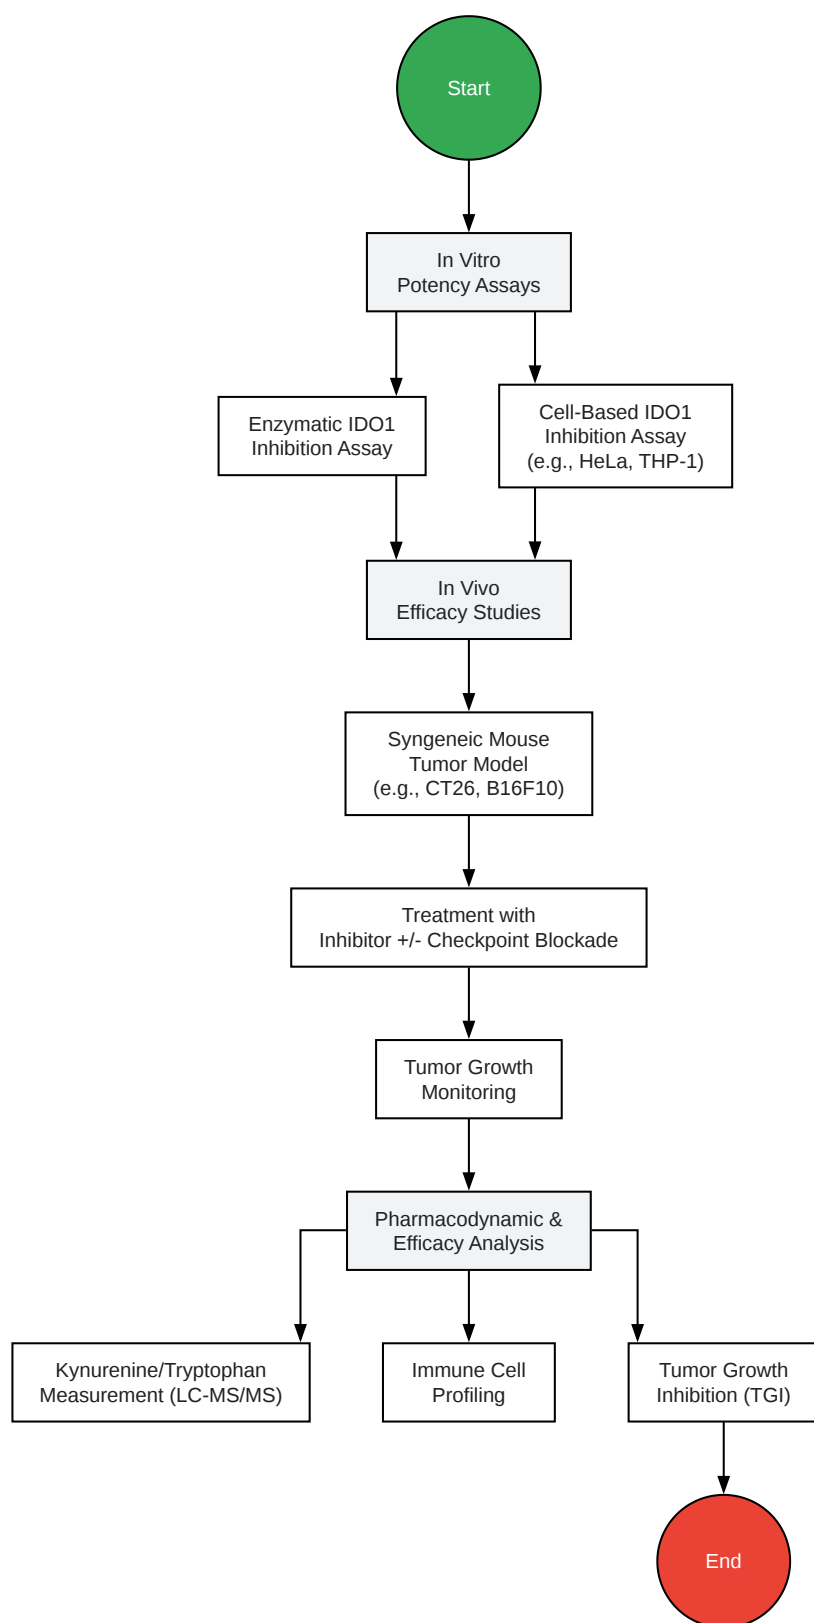 Start
In Vitro
Potency Assays
Enzymatic IDO1
Inhibition Assay
Cell-Based IDO1
Inhibition Assay
(e.g., HeLa, THP-1)
In Vivo
Efficacy Studies
Syngeneic Mouse
Tumor Model
(e.g., CT26, B16F10)
Treatment with
Inhibitor +/- Checkpoint Blockade
Tumor Growth
Monitoring
Pharmacodynamic &
Efficacy Analysis
Kynurenine/Tryptophan
Measurement (LC-MS/MS)
Immune Cell
Profiling
Tumor Growth
Inhibition (TGI)
End